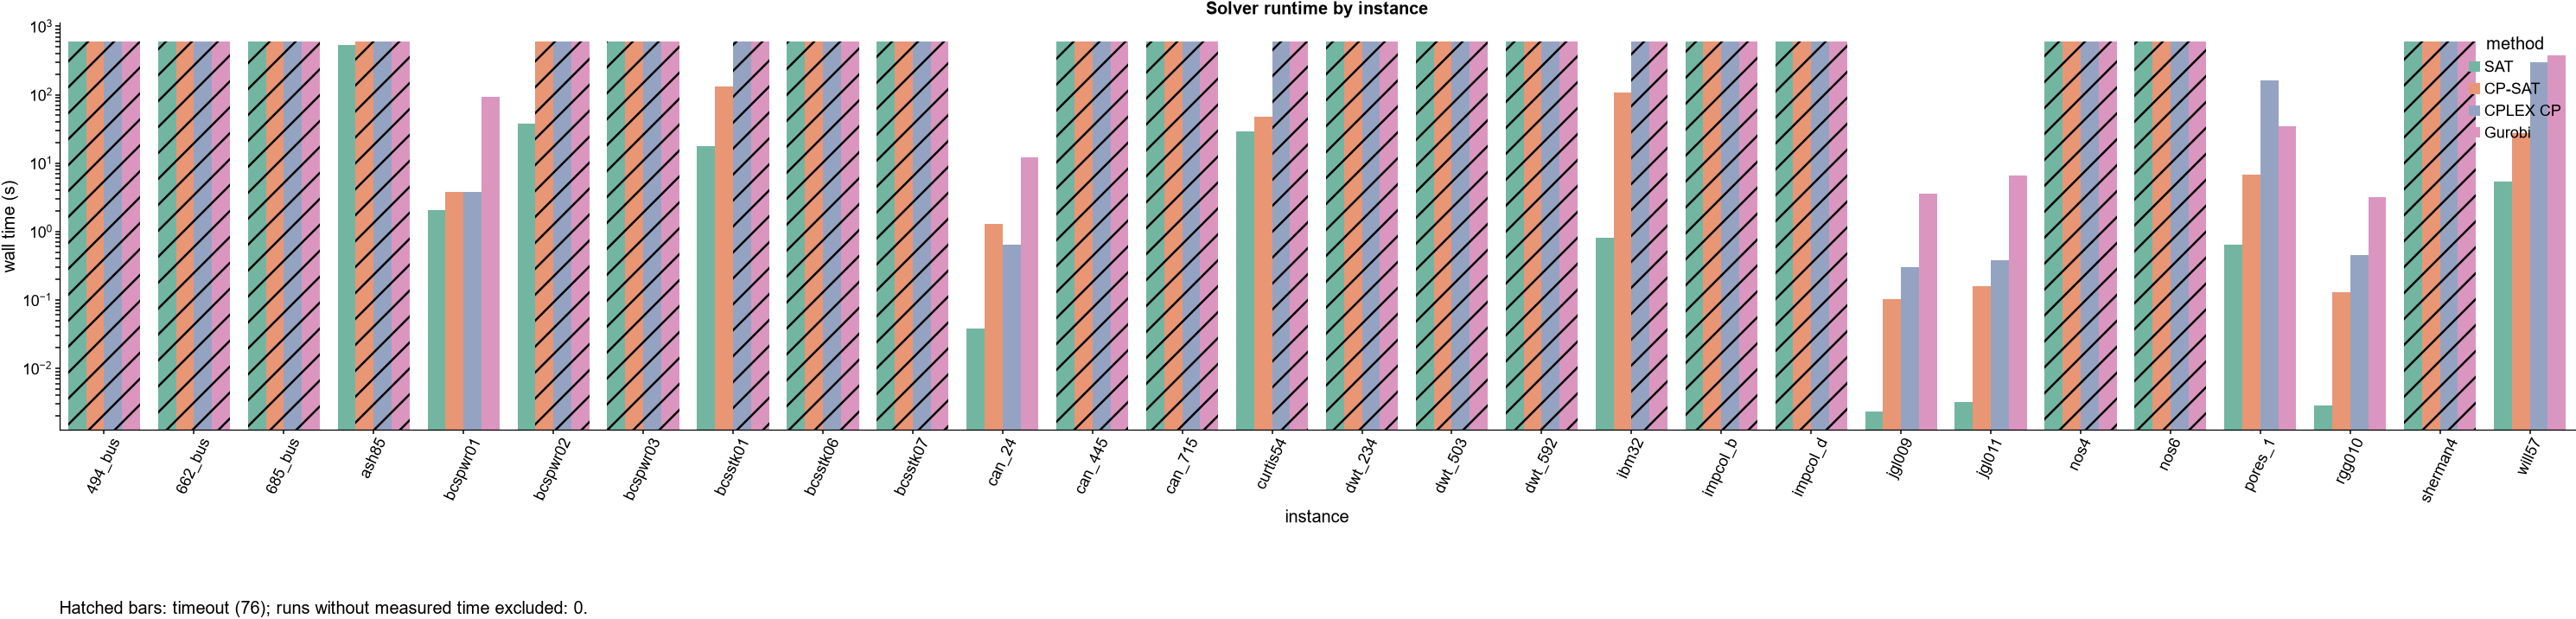 Solver runtime by instance
10³
10²
10¹
10⁰
10⁻¹
10⁻²
wall time (s)
method
SAT
CP-SAT
CPLEX CP
Gurobi
494_bus
662_bus
685_bus
ash85
bcspwr01
bcspwr02
bcspwr03
bcsstk01
bcsstk06
bcsstk07
can_24
can_445
can_715
curtis54
dwt_234
dwt_503
dwt_592
ibm32
impcol_b
impcol_d
jgl009
jgl011
nos4
nos6
pores_1
rgg010
sherman4
will57
instance
Hatched bars: timeout (76); runs without measured time excluded: 0.